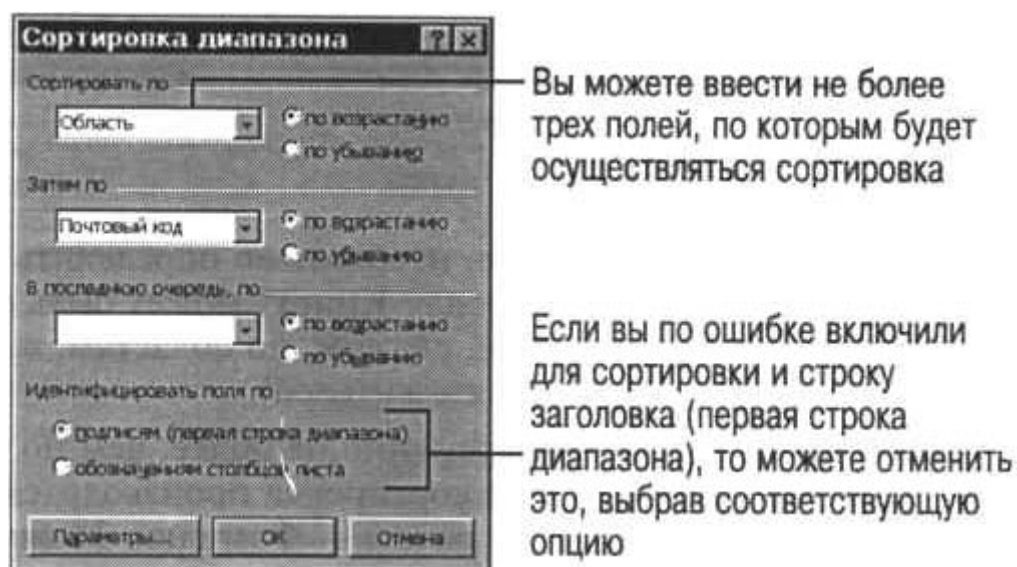 Сортировка диапазона
Сортировать по
Область
по возрастанию
по убыванию
Затем по
Почтовый код
по возрастанию
по убыванию
В последнюю очередь, по
по возрастанию
по убыванию
Идентифицировать поля по
подписям (первая строка диапазона)
обозначениям столбцов листа
Параметры...
ОК
Отмена
Вы можете ввести не более
трех полей, по которым будет
осуществляться сортировка
Если вы по ошибке включили
для сортировки и строку
заголовка (первая строка
диапазона), то можете отменить
это, выбрав соответствующую
опцию